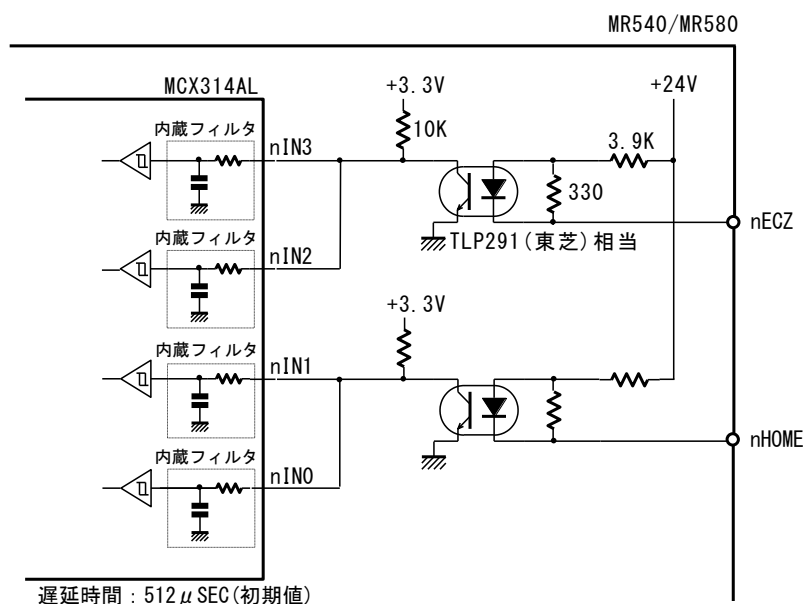 MR540/MR580
MCX314AL
+3.3V
+24V
内蔵フィルタ
nIN3
10K
3.9K
330
nECZ
内蔵フィルタ
nIN2
TLP291(東芝)相当
+3.3V
内蔵フィルタ
nIN1
nHOME
内蔵フィルタ
nIN0
遅延時間：512μSEC(初期値)